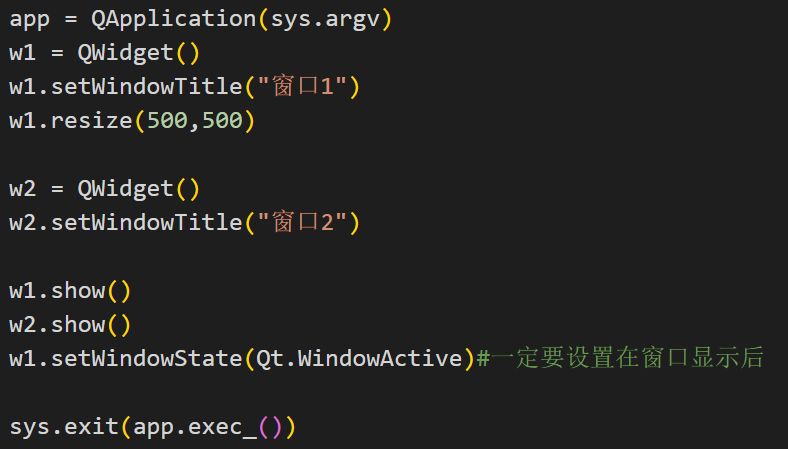 app = QApplication(sys.argv)
w1 = QWidget()
w1.setWindowTitle("窗口1")
w1.resize(500,500)
w2 = QWidget()
w2.setWindowTitle("窗口2")
w1.show()
w2.show()
w1.setWindowState(Qt.WindowActive)#一定要设置在窗口显示后
sys.exit(app.exec_())